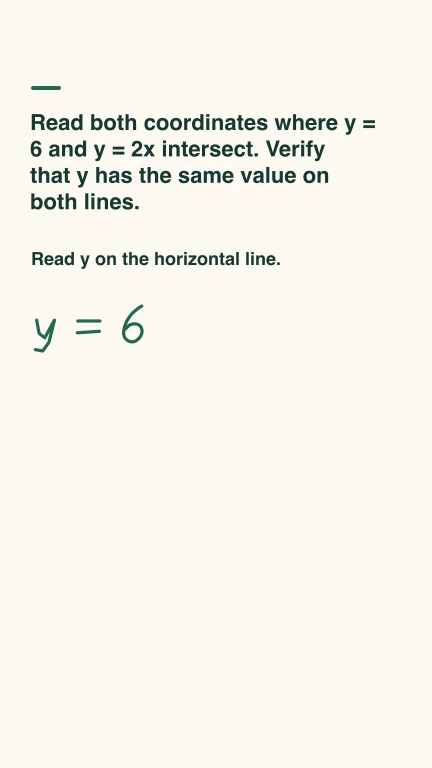 Read both coordinates where y =
6 and y = 2x intersect. Verify
that y has the same value on
both lines.
Read y on the horizontal line.
y = 6